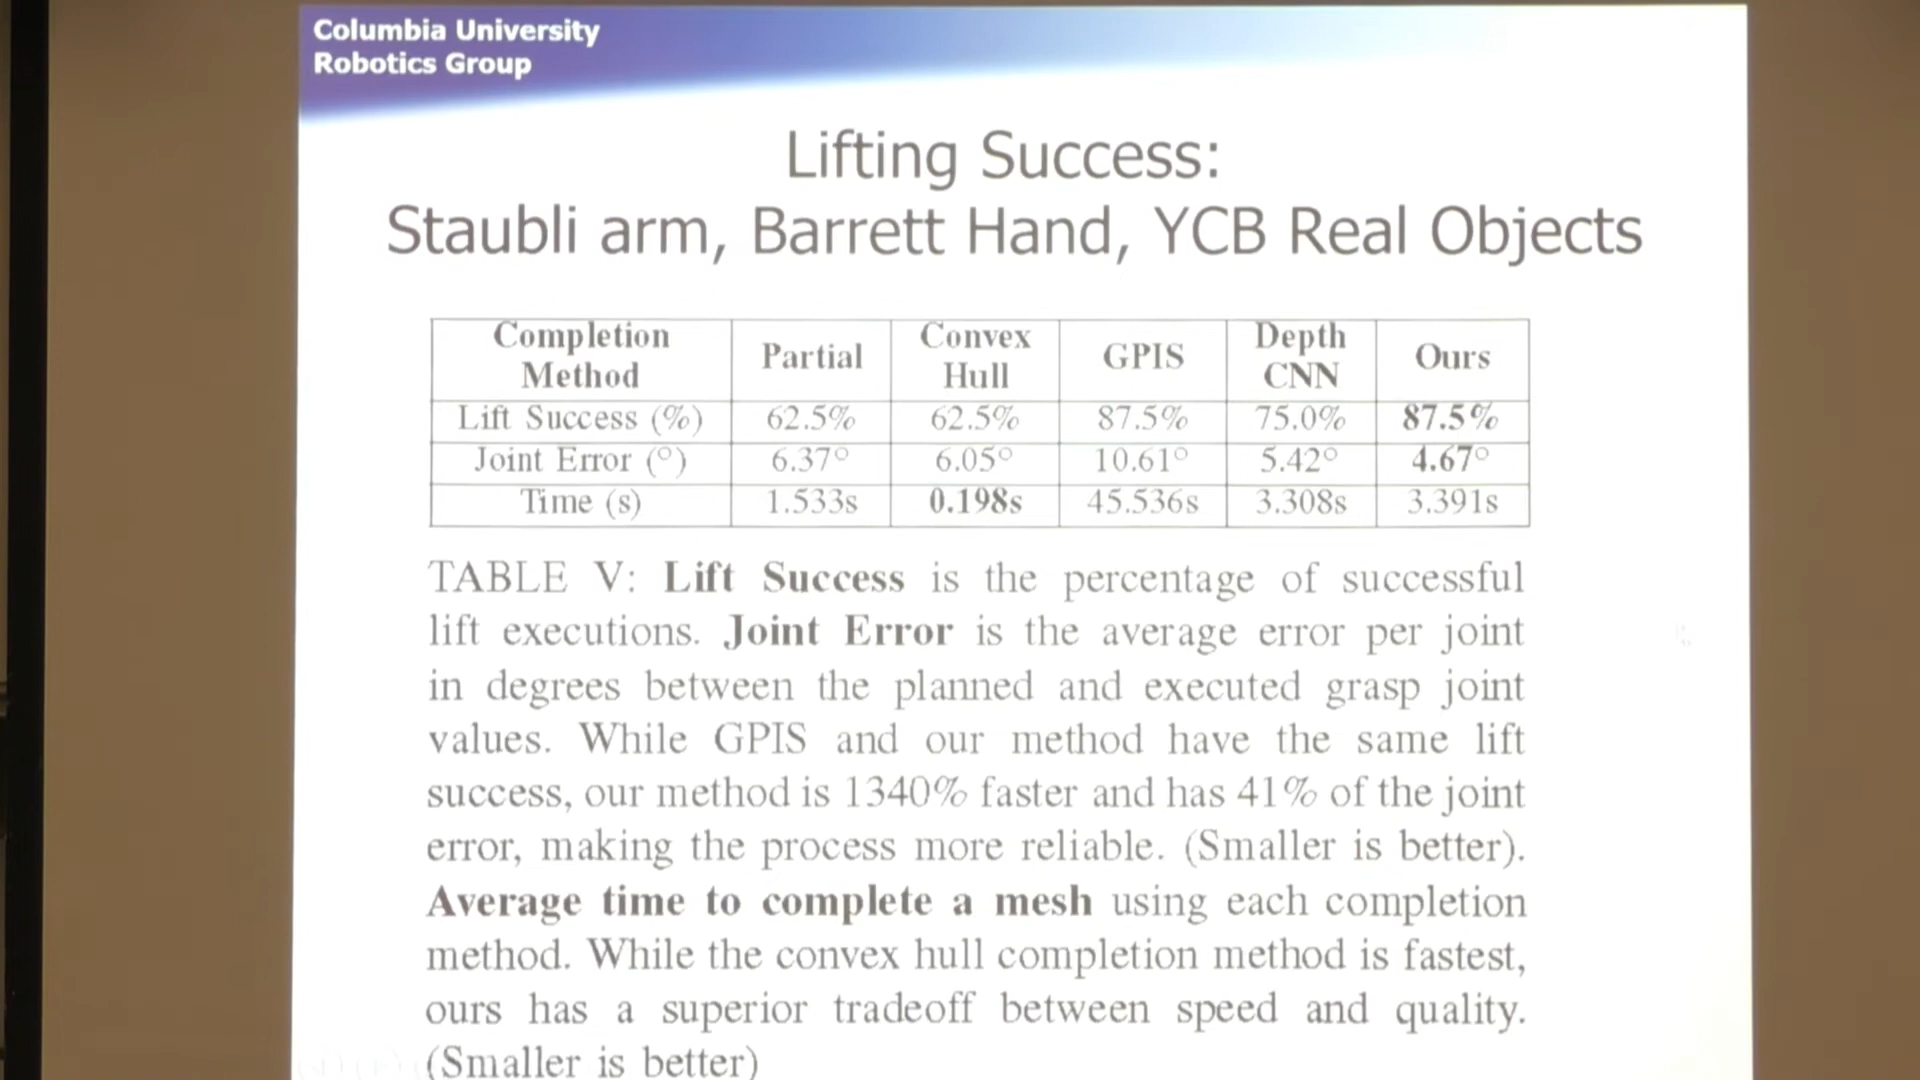 Columbia University
Robotics Group
Lifting Success:
Staubli arm, Barrett Hand, YCB Real Objects
Completion Method | Partial | Convex Hull | GPIS | Depth CNN | Ours
Lift Success (%) | 62.5% | 62.5% | 87.5% | 75.0% | 87.5%
Joint Error (°) | 6.37° | 6.05° | 10.61° | 5.42° | 4.67°
Time (s) | 1.533s | 0.198s | 45.536s | 3.308s | 3.391s
TABLE V: Lift Success is the percentage of successful
lift executions. Joint Error is the average error per joint
in degrees between the planned and executed grasp joint
values. While GPIS and our method have the same lift
success, our method is 1340% faster and has 41% of the joint
error, making the process more reliable. (Smaller is better).
Average time to complete a mesh using each completion
method. While the convex hull completion method is fastest,
ours has a superior tradeoff between speed and quality.
(Smaller is better)